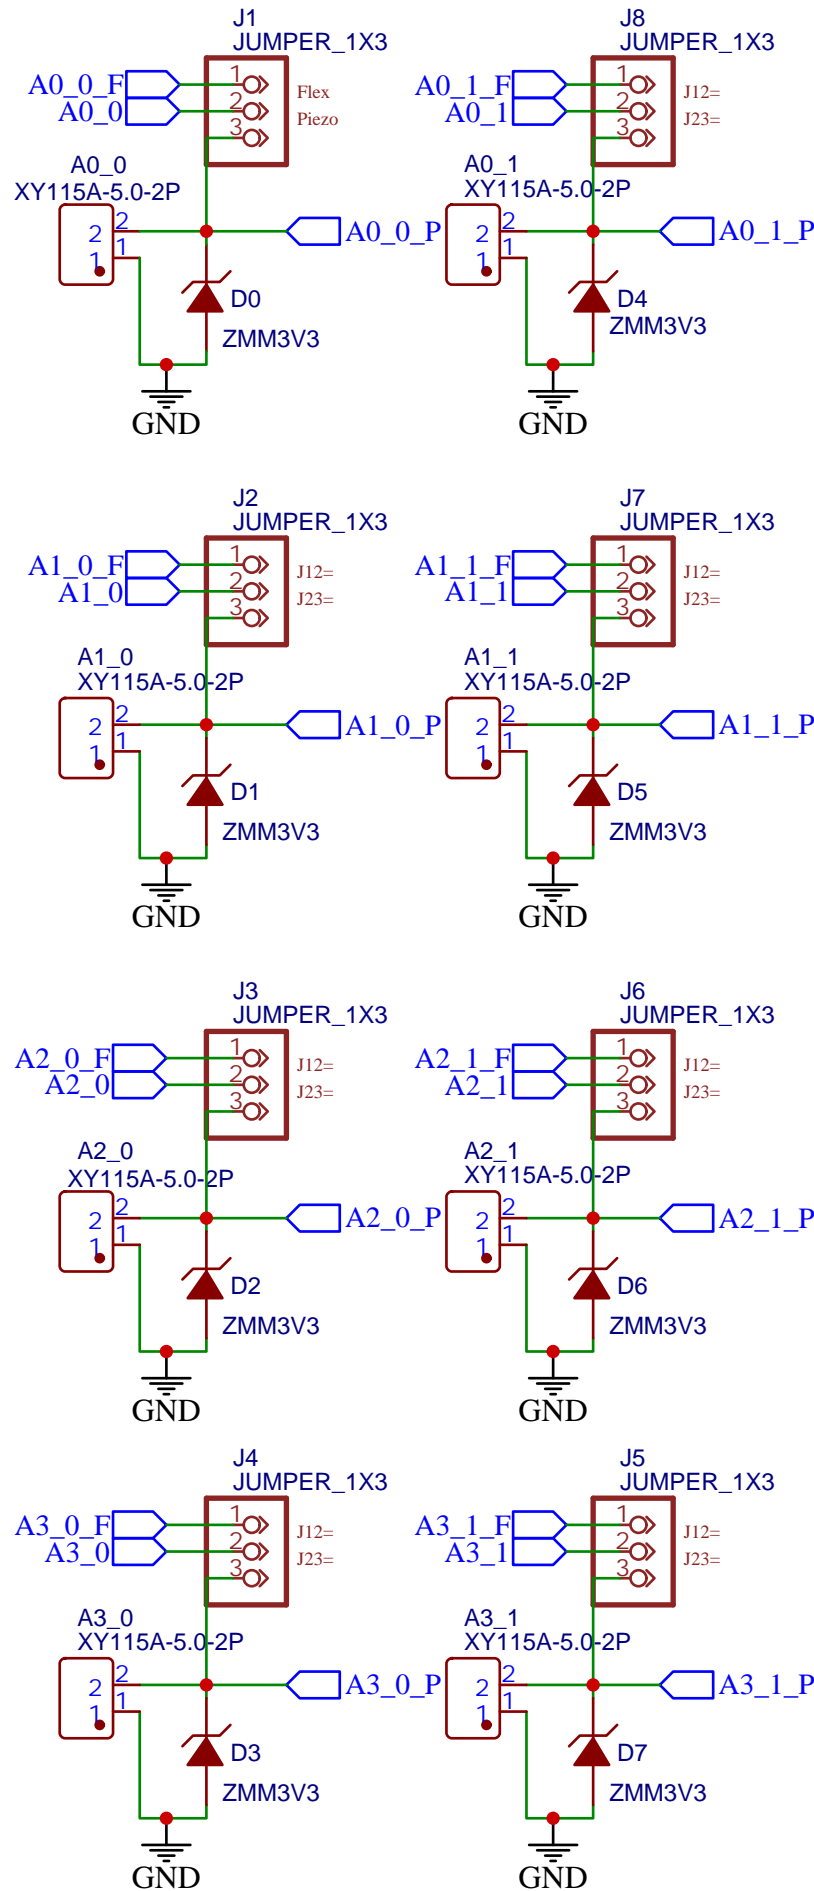 J1
JUMPER_1X3
A0_0_F
1
Flex
A0_0
2
Piezo
3
A0_0
XY115A-5.0-2P
2
2
1
1
A0_0_P
D0
ZMM3V3
GND
J8
JUMPER_1X3
A0_1_F
1
J12=
A0_1
2
J23=
3
A0_1
XY115A-5.0-2P
2
2
1
1
A0_1_P
D4
ZMM3V3
GND
J2
JUMPER_1X3
A1_0_F
1
J12=
A1_0
2
J23=
3
A1_0
XY115A-5.0-2P
2
2
1
1
A1_0_P
D1
ZMM3V3
GND
J7
JUMPER_1X3
A1_1_F
1
J12=
A1_1
2
J23=
3
A1_1
XY115A-5.0-2P
2
2
1
1
A1_1_P
D5
ZMM3V3
GND
J3
JUMPER_1X3
A2_0_F
1
J12=
A2_0
2
J23=
3
A2_0
XY115A-5.0-2P
2
2
1
1
A2_0_P
D2
ZMM3V3
GND
J6
JUMPER_1X3
A2_1_F
1
J12=
A2_1
2
J23=
3
A2_1
XY115A-5.0-2P
2
2
1
1
A2_1_P
D6
ZMM3V3
GND
J4
JUMPER_1X3
A3_0_F
1
J12=
A3_0
2
J23=
3
A3_0
XY115A-5.0-2P
2
2
1
1
A3_0_P
D3
ZMM3V3
GND
J5
JUMPER_1X3
A3_1_F
1
J12=
A3_1
2
J23=
3
A3_1
XY115A-5.0-2P
2
2
1
1
A3_1_P
D7
ZMM3V3
GND